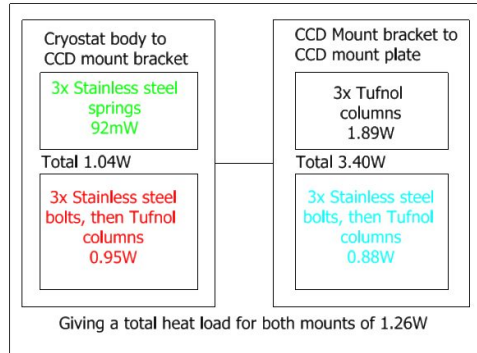 Cryostat body to
CCD mount bracket
3x Stainless steel
springs
92mW
Total 1.04W
3x Stainless steel
bolts, then Tufnol
columns
0.95W
CCD Mount bracket to
CCD mount plate
3x Tufnol
columns
1.89W
Total 3.40W
3x Stainless steel
bolts, then Tufnol
columns
0.88W
Giving a total heat load for both mounts of 1.26W